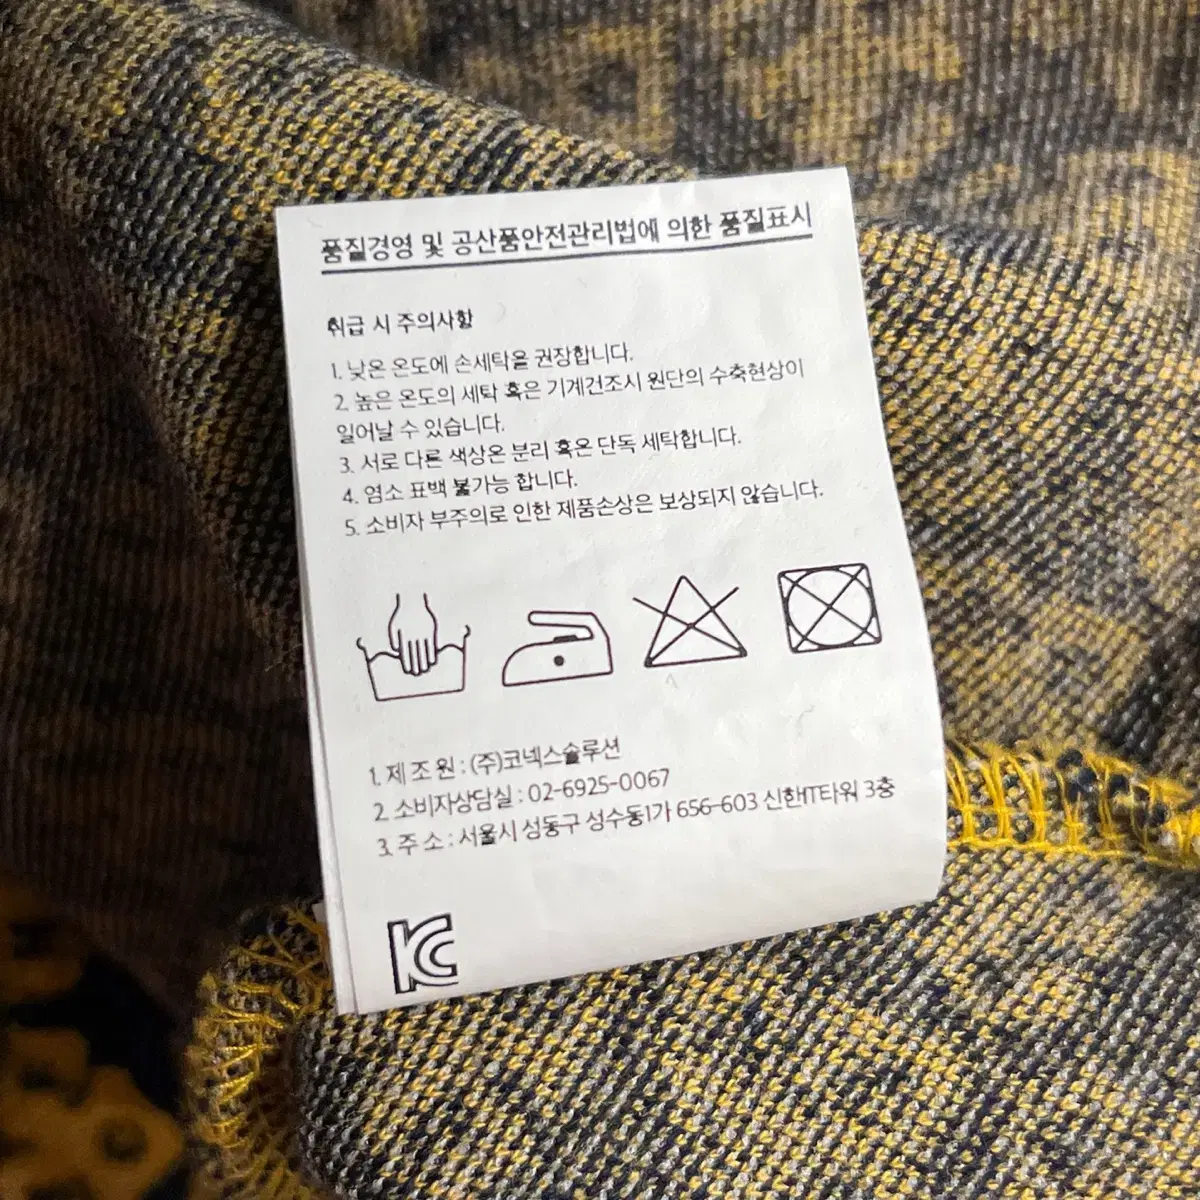 품질경영 및 공산품안전관리법에 의한 품질표시
취급 시 주의사항
1. 낮은 온도에 손세탁을 권장합니다.
2. 높은 온도의 세탁 혹은 기계건조시 원단의 수축현상이
일어날 수 있습니다.
3. 서로 다른 색상은 분리 혹은 단독 세탁합니다.
4. 염소 표백 불가능 합니다.
5. 소비자 부주의로 인한 제품손상은 보상되지 않습니다.
1. 제 조 원 : (주)코넥스솔루션
2. 소비자상담실 : 02-6925-0067
3. 주 소 : 서울시 성동구 성수동1가 656-603 신한IT타워 3층
KC